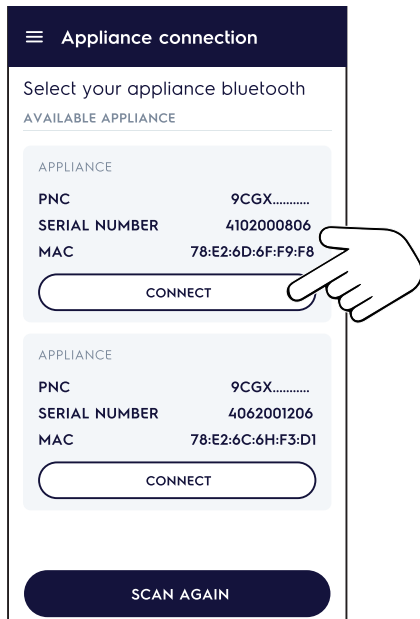 Appliance connection
Select your appliance bluetooth
AVAILABLE APPLIANCE
APPLIANCE
PNC 9CGX...........
SERIAL NUMBER 4102000806
MAC 78:E2:6D:6F:F9:F8
CONNECT
APPLIANCE
PNC 9CGX...........
SERIAL NUMBER 4062001206
MAC 78:E2:6C:6H:F3:D1
CONNECT
SCAN AGAIN